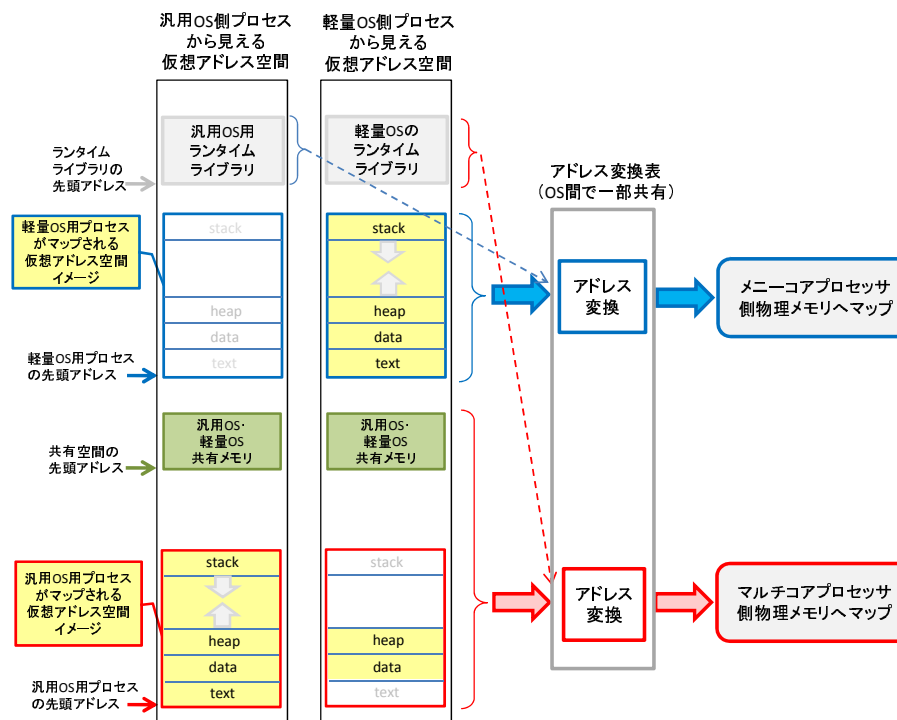 汎用OS側プロセス
から見える
仮想アドレス空間
軽量OS側プロセス
から見える
仮想アドレス空間
汎用OS用
ランタイム
ライブラリ
軽量OSの
ランタイム
ライブラリ
ランタイム
ライブラリの
先頭アドレス
アドレス変換表
（OS間で一部共有）
軽量OS用プロセス
がマップされる
仮想アドレス空間
イメージ
stack
heap
data
text
stack
heap
data
text
アドレス
変換
メニーコアプロセッサ
側物理メモリへマップ
軽量OS用プロセス
の先頭アドレス
汎用OS・
軽量OS
共有メモリ
汎用OS・
軽量OS
共有メモリ
共有空間の
先頭アドレス
汎用OS用プロセス
がマップされる
仮想アドレス空間
イメージ
stack
heap
data
text
stack
heap
data
text
アドレス
変換
マルチコアプロセッサ
側物理メモリへマップ
汎用OS用プロセス
の先頭アドレス